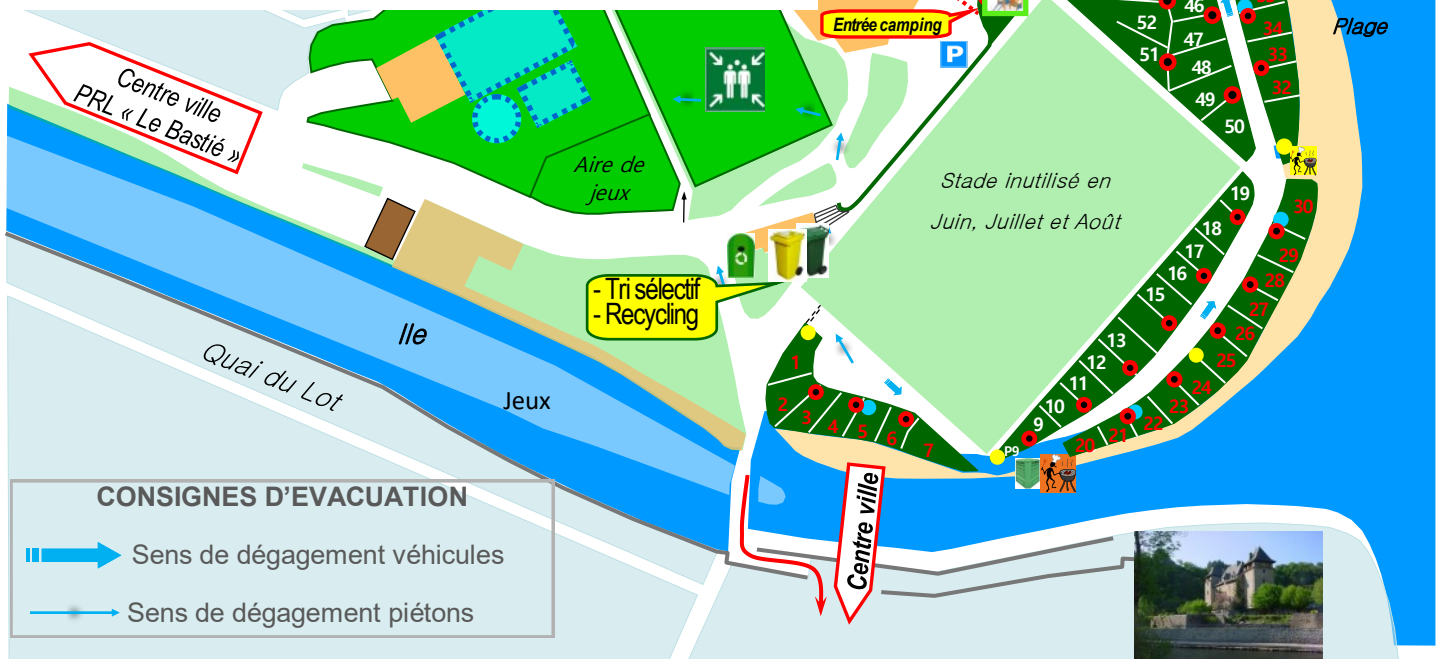 Entrée camping
P
Plage
46
52
47
51
48
49
50
34
33
32
Centre ville
PRL « Le Bastié »
Aire de
jeux
Stade inutilisé en
Juin, Juillet et Août
19
18
17
16
15
13
12
11
10
9
P9
30
29
28
27
26
25
24
23
22
21
20
- Tri sélectif
- Recycling
1
2
3
4
5
6
7
Ile
Jeux
Quai du Lot
Centre ville
CONSIGNES D’EVACUATION
Sens de dégagement véhicules
Sens de dégagement piétons